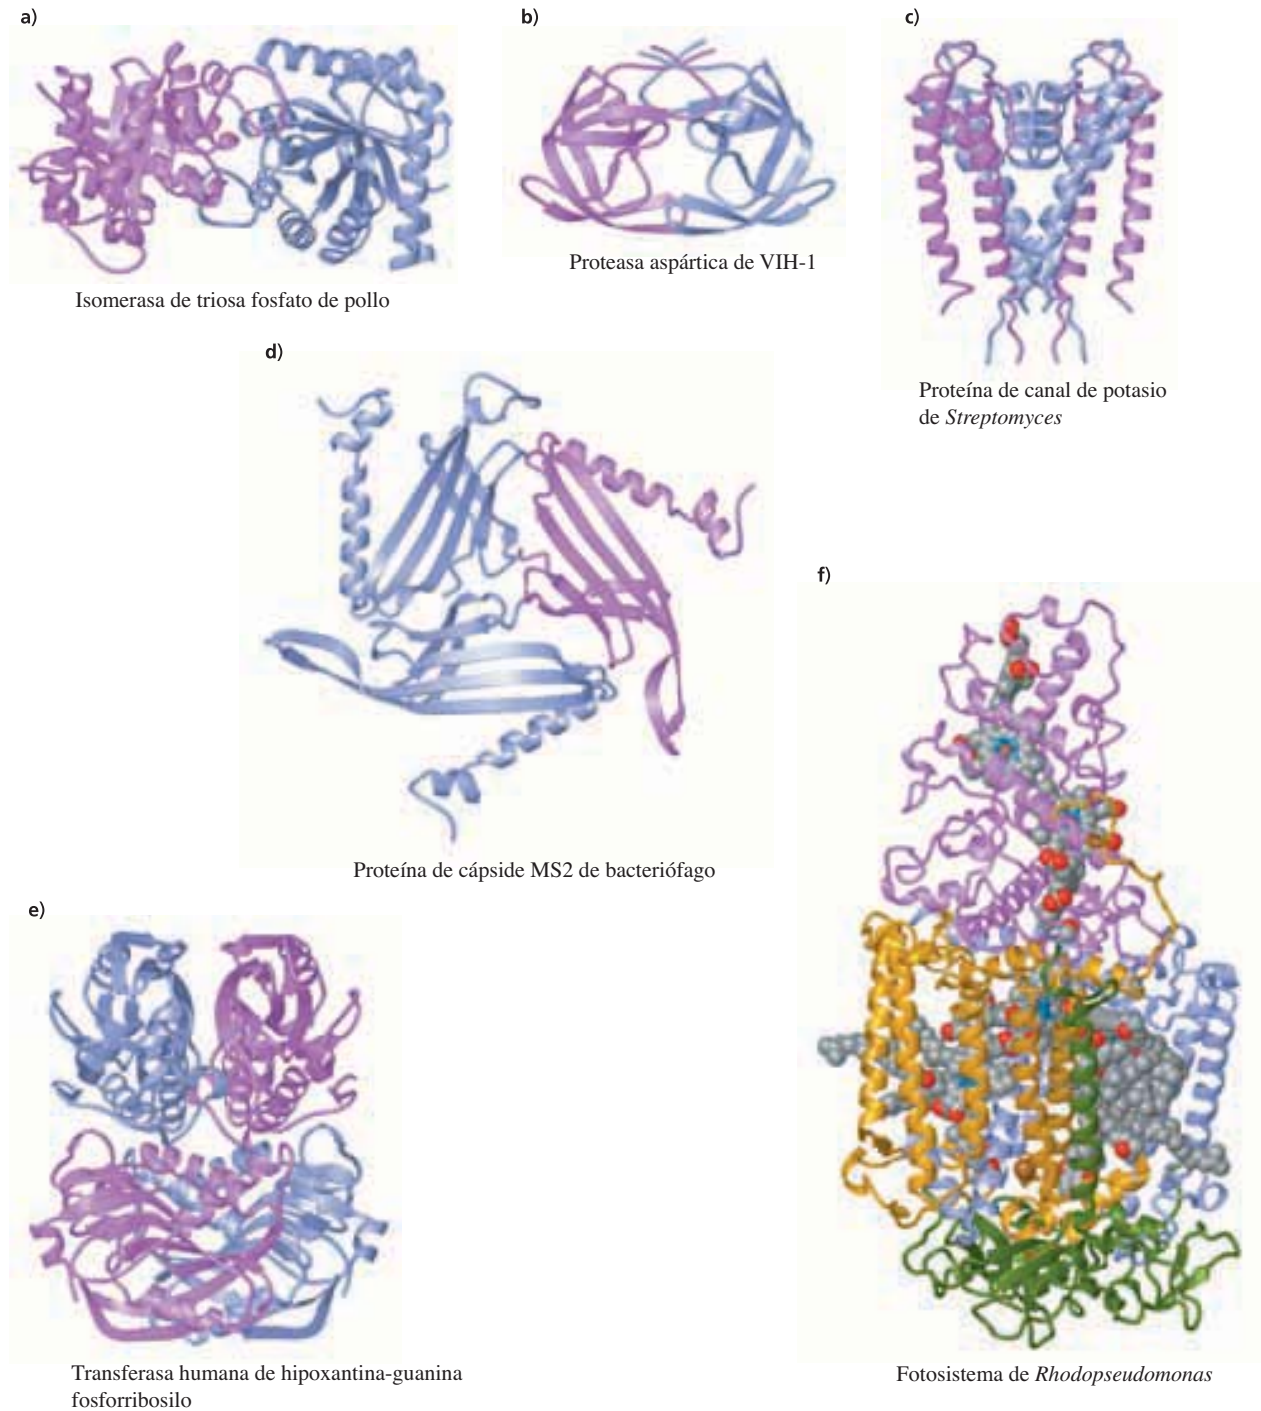 a)
b)
c)
Proteasa aspártica de VIH-1
Isomerasa de triosa fosfato de pollo
d)
Proteína de canal de potasio
de Streptomyces
f)
Proteína de cápside MS2 de bacteriófago
e)
Transferasa humana de hipoxantina-guanina
fosforribosilo
Fotosistema de Rhodopseudomonas